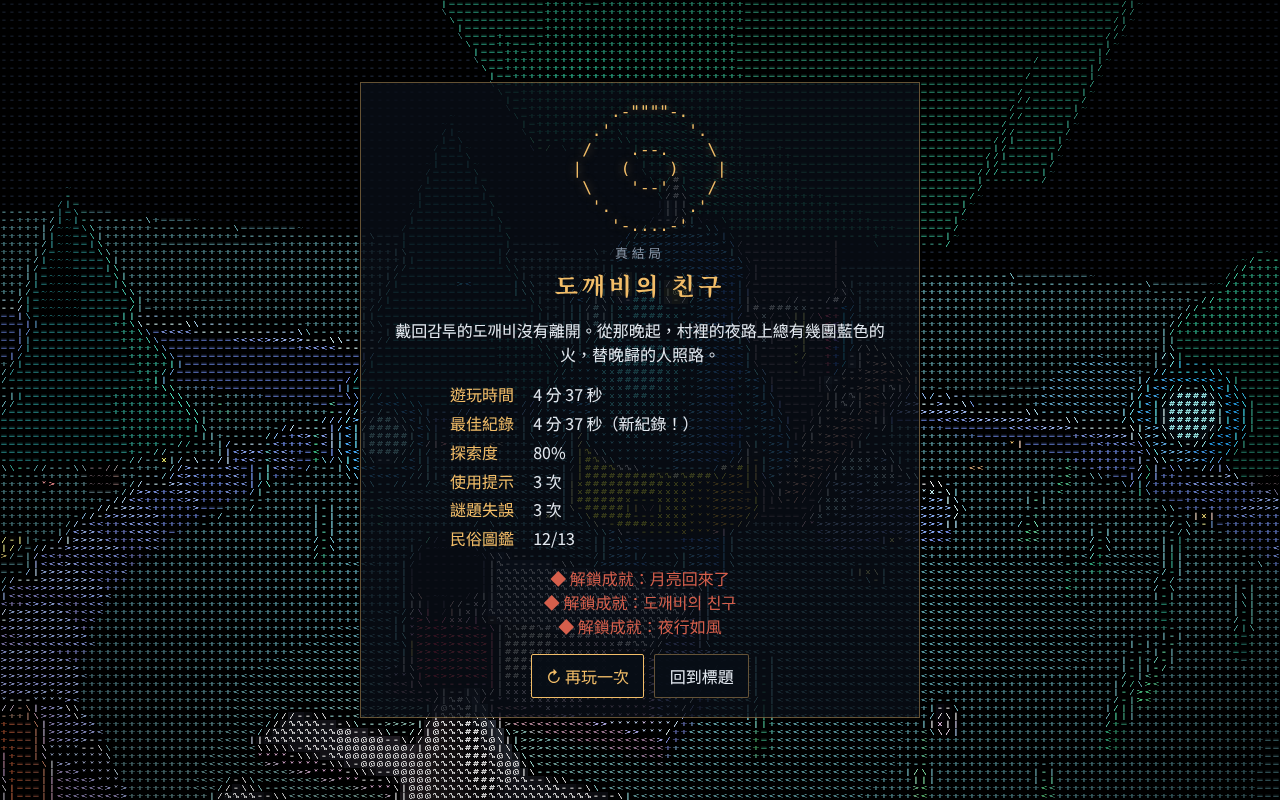 真結局
도깨비의 친구
戴回감투的도깨비沒有離開。從那晚起，村裡的夜路上總有幾團藍色的
火，替晚歸的人照路。
遊玩時間 4 分 37 秒
最佳紀錄 4 分 37 秒（新紀錄！）
探索度 80%
使用提示 3 次
謎題失誤 3 次
民俗圖鑑 12/13
◆ 解鎖成就：月亮回來了
◆ 解鎖成就：도깨비의 친구
◆ 解鎖成就：夜行如風
↻ 再玩一次 回到標題